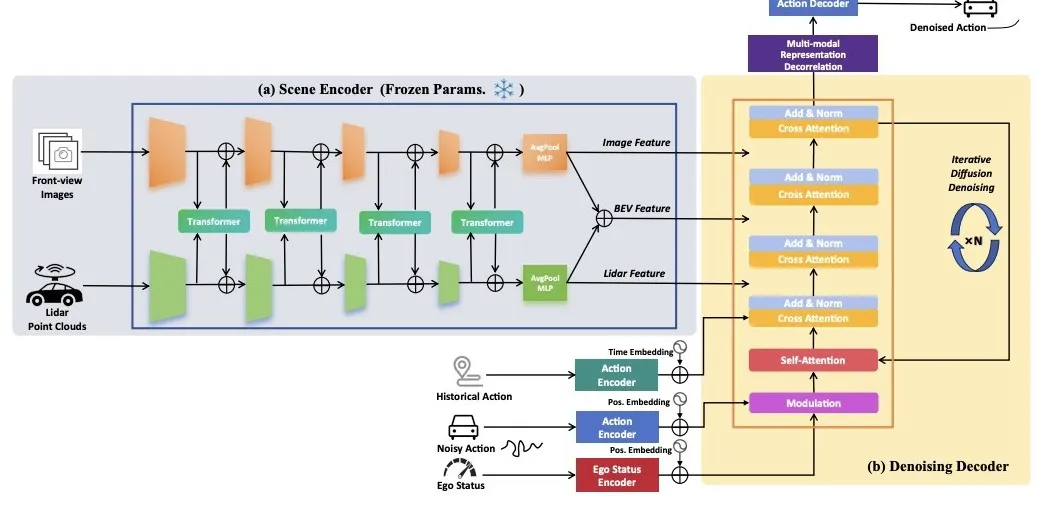 Action Decoder
Denoised Action
Multi-modal
Representation
Decorrelation
(a) Scene Encoder (Frozen Params. )
Front-view
Images
Lidar
Point Clouds
Transformer
Transformer
Transformer
Transformer
AvgPool
MLP
AvgPool
MLP
Image Feature
BEV Feature
Lidar Feature
Add & Norm
Cross Attention
Add & Norm
Cross Attention
Add & Norm
Cross Attention
Add & Norm
Cross Attention
Self-Attention
Modulation
Iterative
Diffusion
Denoising
×N
Historical Action
Action
Encoder
Time Embedding
Noisy Action
Action
Encoder
Pos. Embedding
Ego Status
Ego Status
Encoder
Pos. Embedding
(b) Denoising Decoder